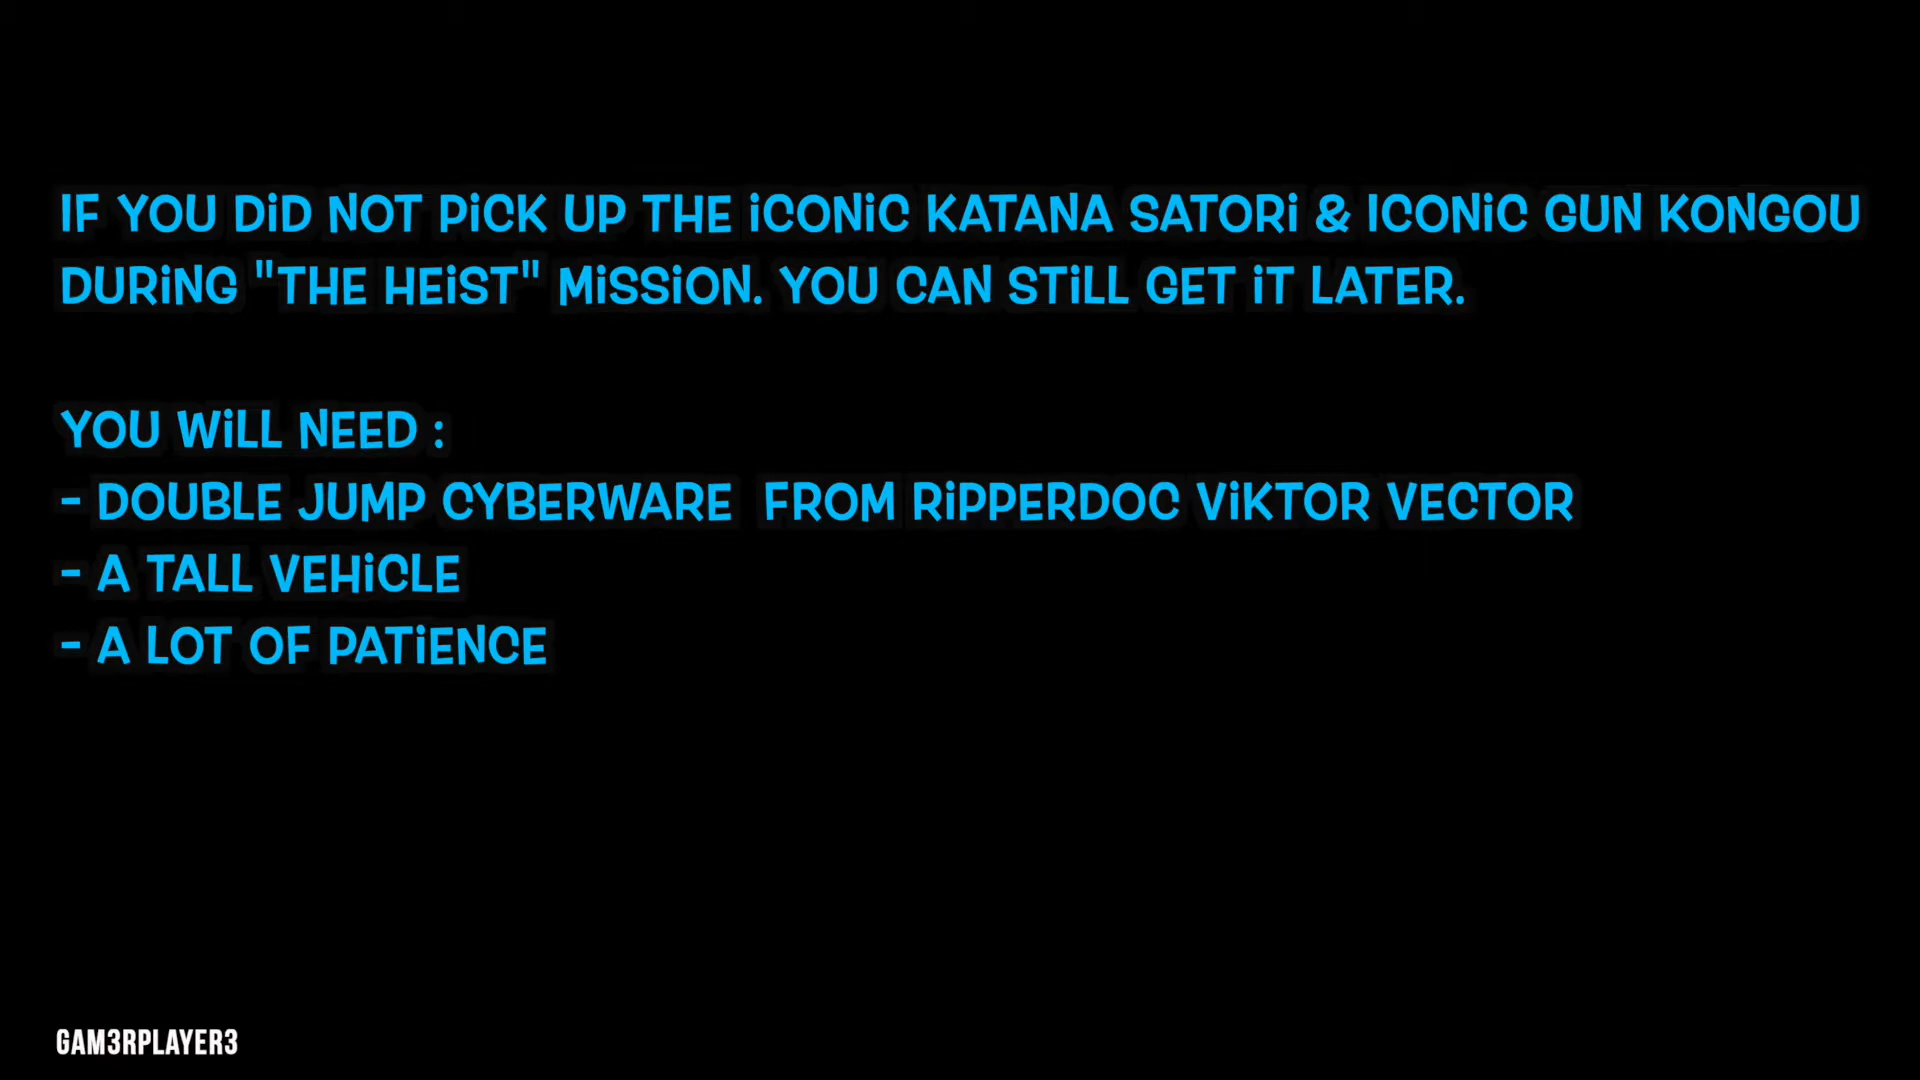 IF YOU DiD NOT PiCK UP THE iCONiC KATANA SATORi & ICONiC GUN KONGOU
DURiNG "THE HEiST" MiSSiON. YOU CAN STiLL GET iT LATER.
YOU WiLL NEED :
- DOUBLE JUMP CYBERWARE FROM RiPPERDOC ViKTOR VECTOR
- A TALL VEHiCLE
- A LOT OF PATiENCE
GAM3RPLAYER3